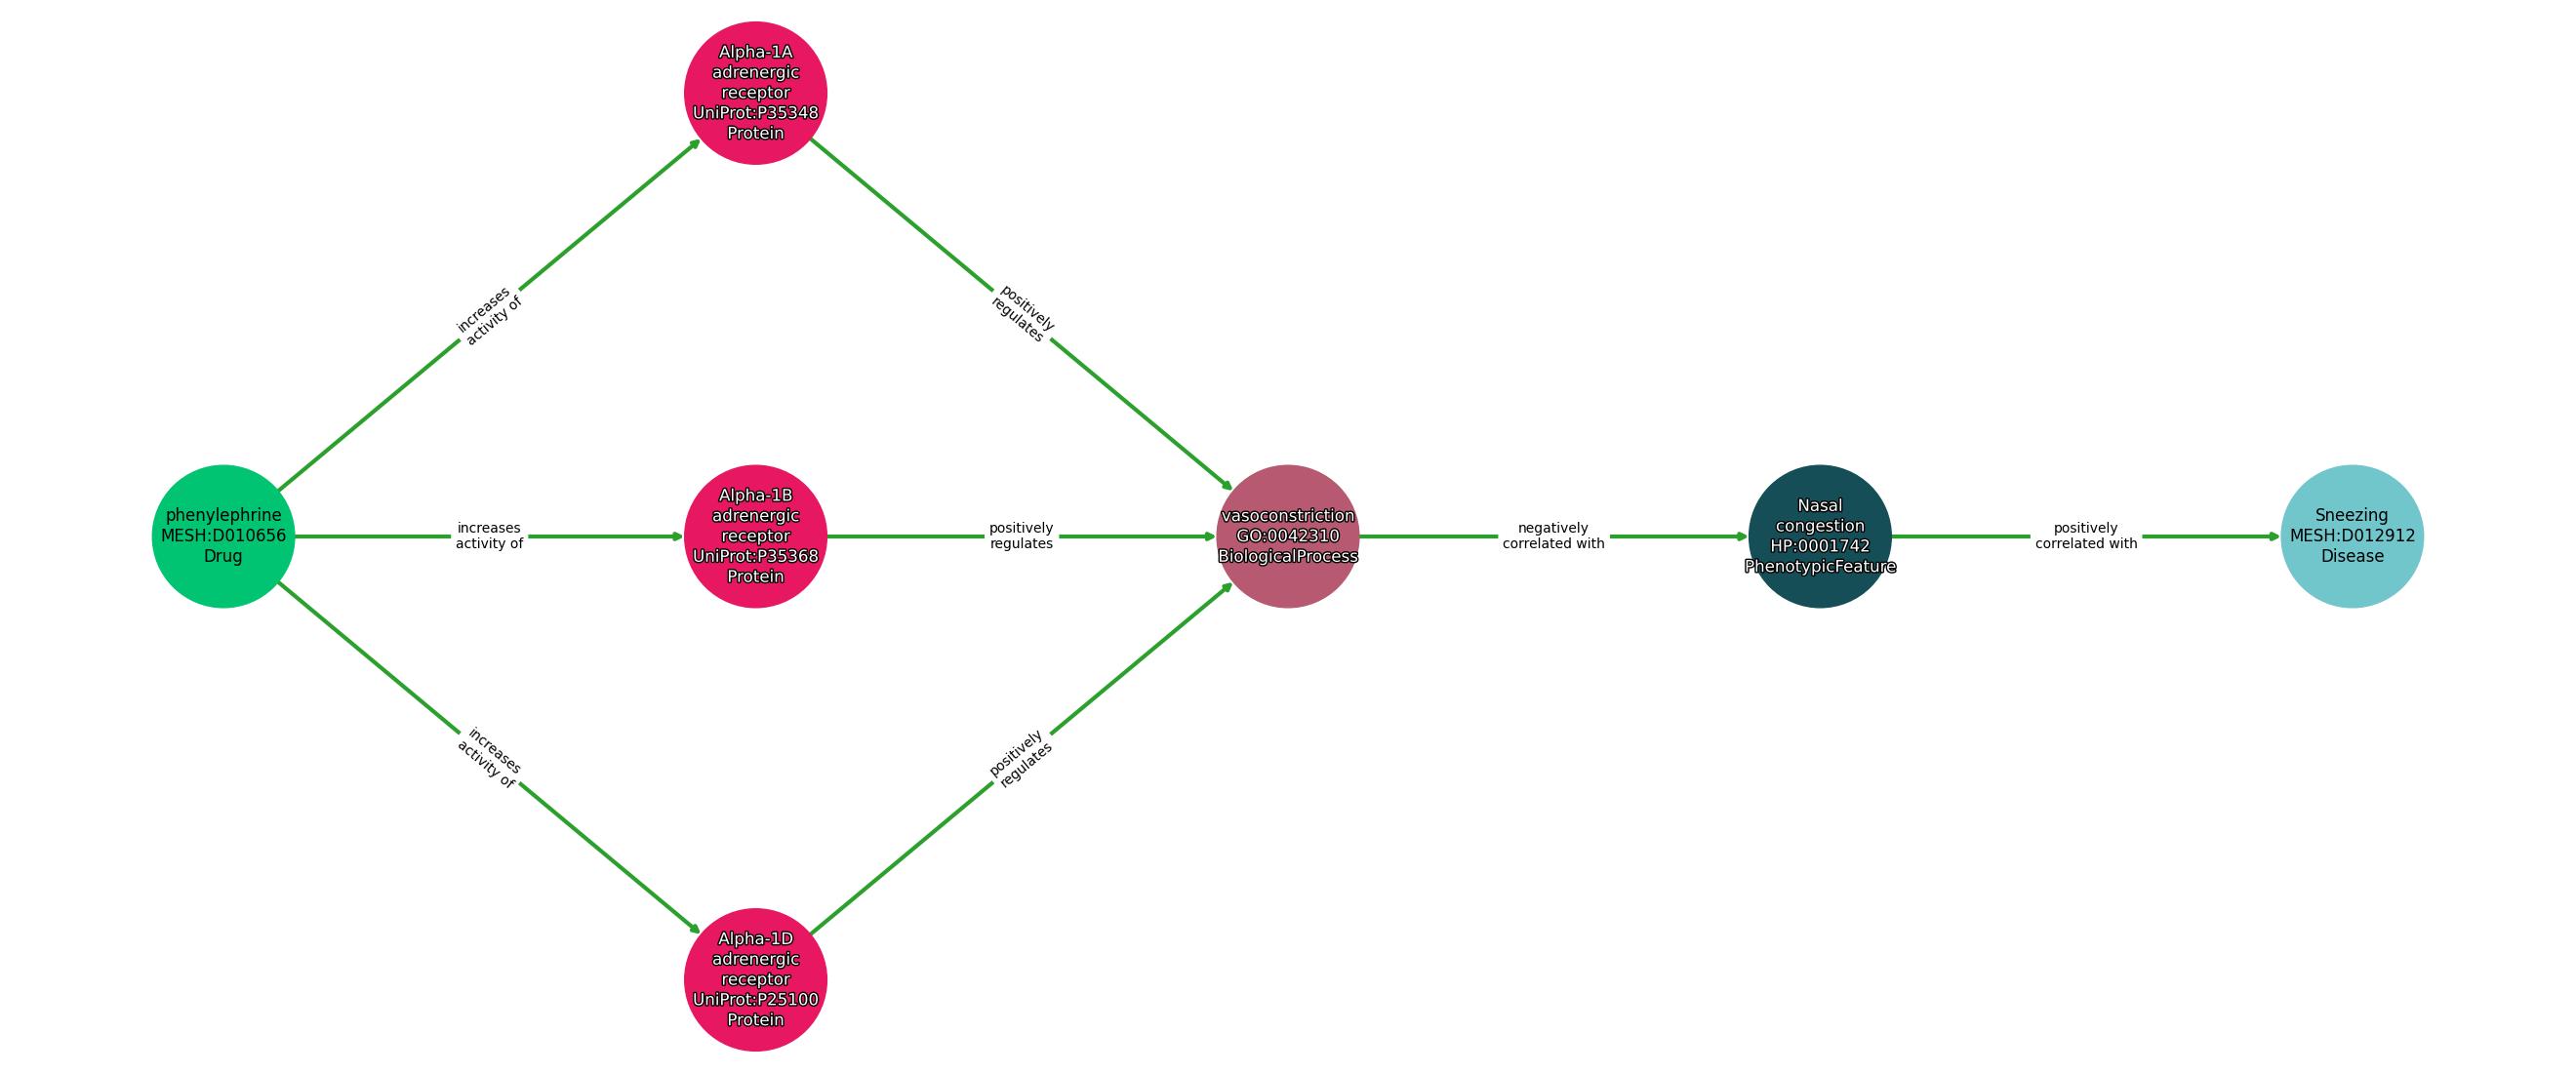 Alpha-1A
adrenergic
receptor
UniProt:P35348
Protein
increases
activity of
positively
regulates
phenylephrine
MESH:D010656
Drug
increases
activity of
Alpha-1B
adrenergic
receptor
UniProt:P35368
Protein
positively
regulates
vasoconstriction
GO:0042310
BiologicalProcess
negatively
correlated with
Nasal
congestion
HP:0001742
PhenotypicFeature
positively
correlated with
Sneezing
MESH:D012912
Disease
increases
activity of
positively
regulates
Alpha-1D
adrenergic
receptor
UniProt:P25100
Protein